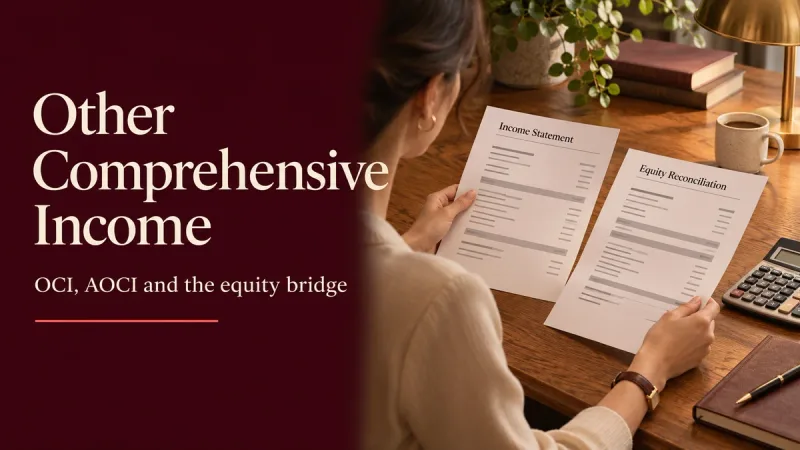 Other
Comprehensive
Income
OCI, AOCI and the equity bridge
Income Statement
Equity Reconciliation